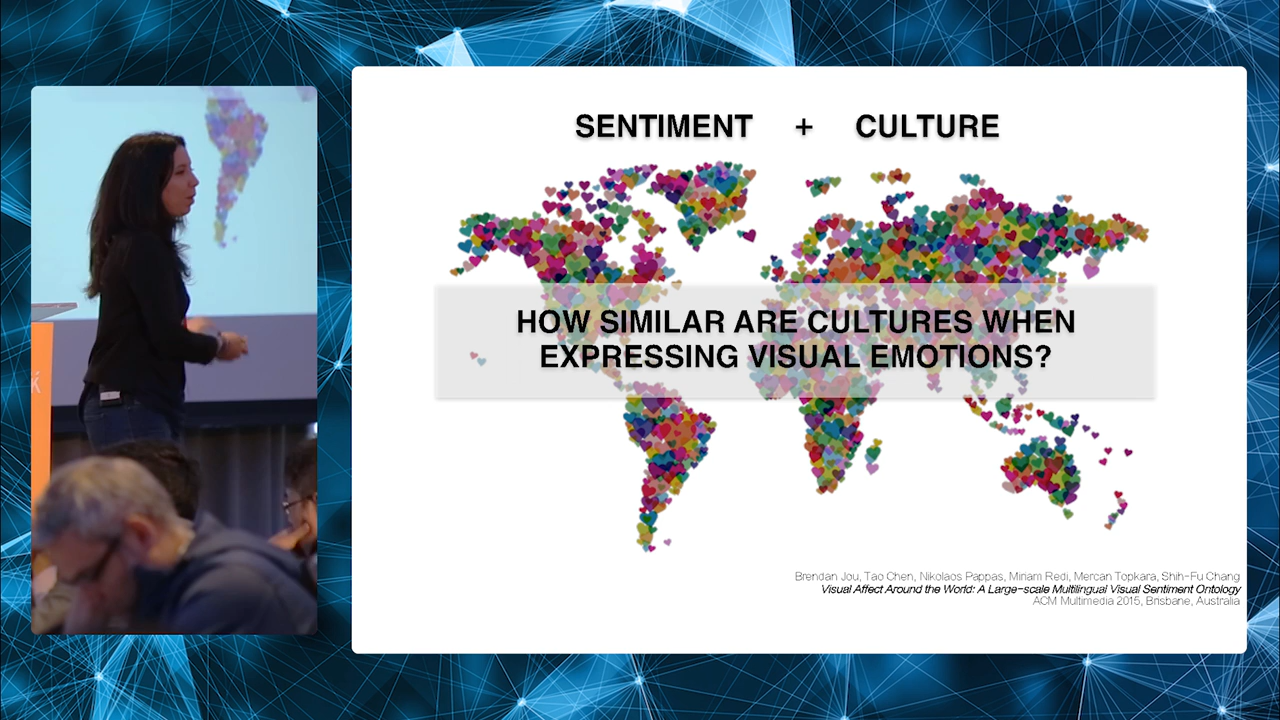 SENTIMENT + CULTURE
HOW SIMILAR ARE CULTURES WHEN
EXPRESSING VISUAL EMOTIONS?
Brendan Jou, Tao Chen, Nikolaos Pappas, Miriam Redi, Mercan Topkara, Shih-Fu Chang
Visual Affect Around the World: A Large-scale Multilingual Visual Sentiment Ontology
ACM Multimedia 2015, Brisbane, Australia